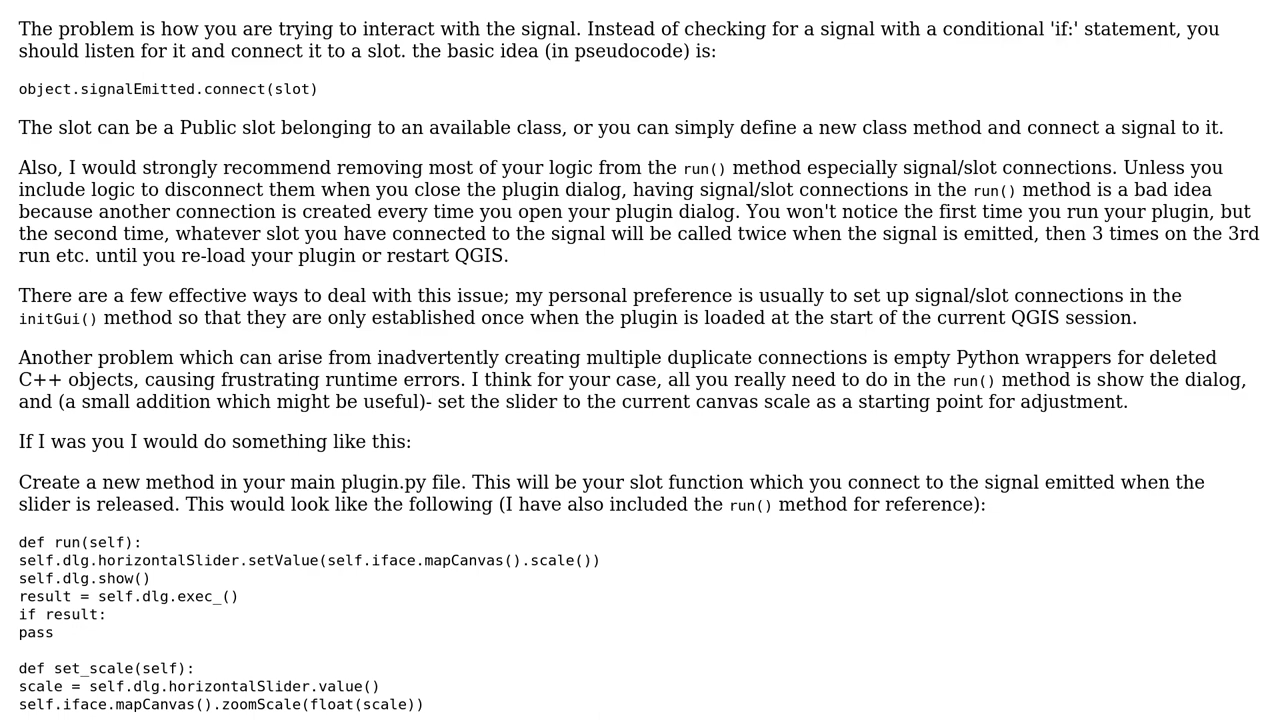 The problem is how you are trying to interact with the signal. Instead of checking for a signal with a conditional 'if:' statement, you
should listen for it and connect it to a slot. the basic idea (in pseudocode) is:
object.signalEmitted.connect(slot)
The slot can be a Public slot belonging to an available class, or you can simply define a new class method and connect a signal to it.
Also, I would strongly recommend removing most of your logic from the run() method especially signal/slot connections. Unless you
include logic to disconnect them when you close the plugin dialog, having signal/slot connections in the run() method is a bad idea
because another connection is created every time you open your plugin dialog. You won't notice the first time you run your plugin, but
the second time, whatever slot you have connected to the signal will be called twice when the signal is emitted, then 3 times on the 3rd
run etc. until you re-load your plugin or restart QGIS.
There are a few effective ways to deal with this issue; my personal preference is usually to set up signal/slot connections in the
initGui() method so that they are only established once when the plugin is loaded at the start of the current QGIS session.
Another problem which can arise from inadvertently creating multiple duplicate connections is empty Python wrappers for deleted
C++ objects, causing frustrating runtime errors. I think for your case, all you really need to do in the run() method is show the dialog,
and (a small addition which might be useful)- set the slider to the current canvas scale as a starting point for adjustment.
If I was you I would do something like this:
Create a new method in your main plugin.py file. This will be your slot function which you connect to the signal emitted when the
slider is released. This would look like the following (I have also included the run() method for reference):
def run(self):
self.dlg.horizontalSlider.setValue(self.iface.mapCanvas().scale())
self.dlg.show()
result = self.dlg.exec_()
if result:
pass
def set_scale(self):
scale = self.dlg.horizontalSlider.value()
self.iface.mapCanvas().zoomScale(float(scale))